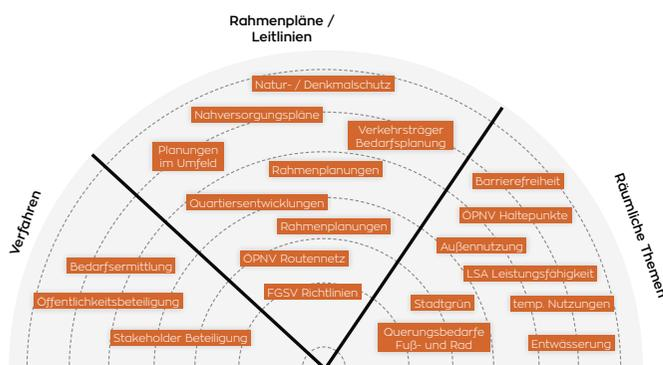 Rahmenpläne /
Leitlinien
Natur- / Denkmalschutz
Nahversorgungspläne
Verkehrsträger
Bedarfsplanung
Planungen
im Umfeld
Rahmenplanungen
Quartiersentwicklungen
Rahmenplanungen
ÖPNV Routennetz
FGSV Richtlinien
Verfahren
Bedarfsermittlung
Öffentlichkeitsbeteiligung
Stakeholder Beteiligung
Räumliche Themen
Barrierefreiheit
ÖPNV Haltepunkte
Außennutzung
LSA Leistungsfähigkeit
Stadtgrün
temp. Nutzungen
Querungsbedarfe
Fuß- und Rad
Entwässerung